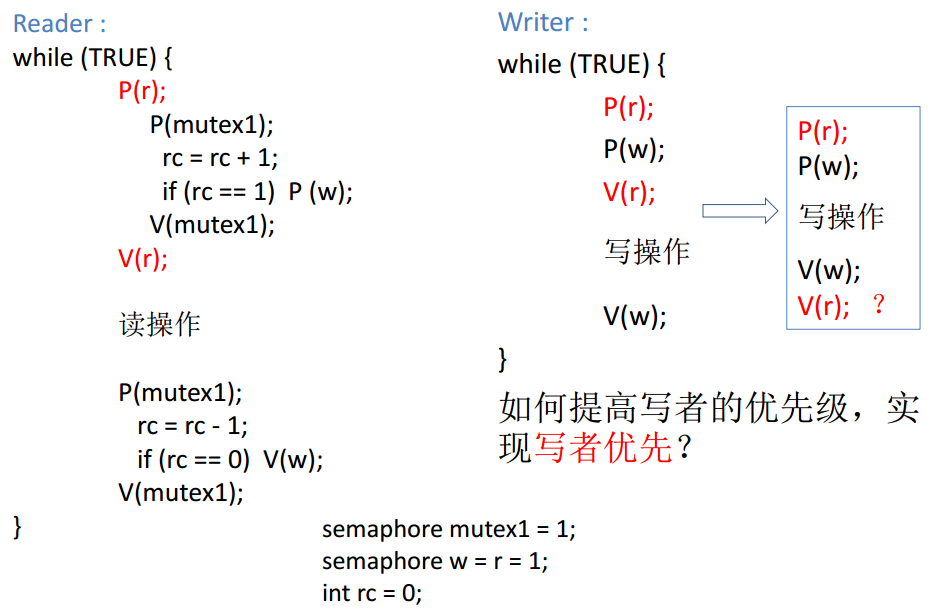 Reader :
while (TRUE) {
P(r);
P(mutex1);
rc = rc + 1;
if (rc == 1) P (w);
V(mutex1);
V(r);
读操作
P(mutex1);
rc = rc - 1;
if (rc == 0) V(w);
V(mutex1);
}
Writer :
while (TRUE) {
P(r);
P(w);
V(r);
写操作
V(w);
}
P(r);
P(w);
写操作
V(w);
V(r); ？
如何提高写者的优先级，实
现写者优先？
semaphore mutex1 = 1;
semaphore w = r = 1;
int rc = 0;